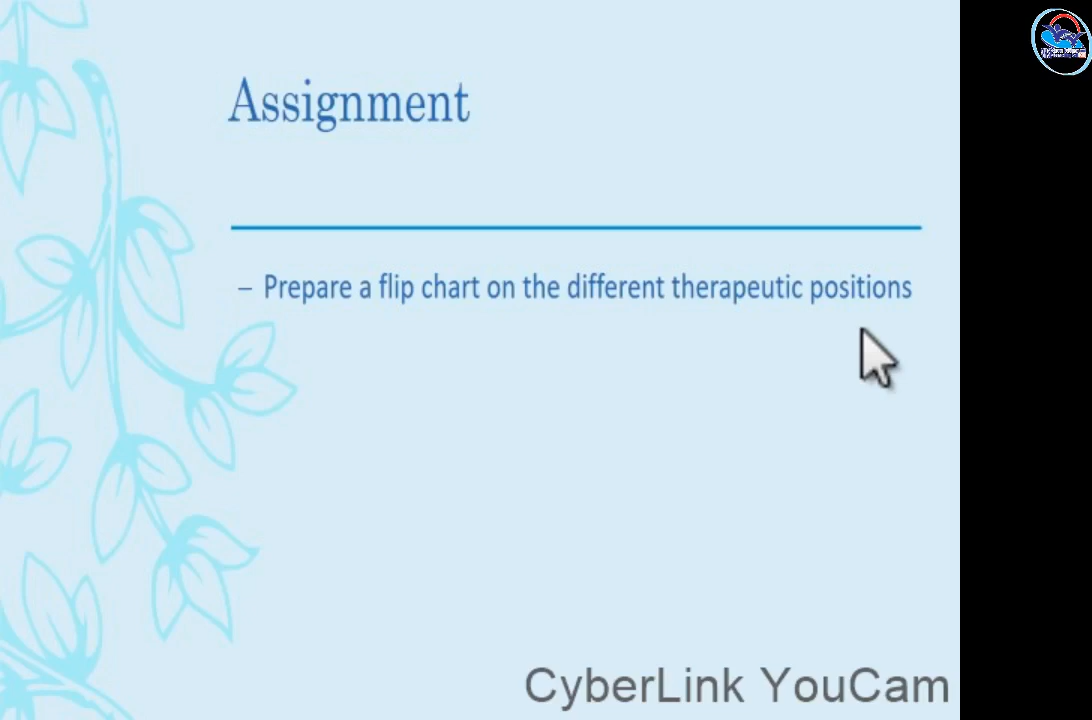 Assignment
– Prepare a flip chart on the different therapeutic positions
CyberLink YouCam